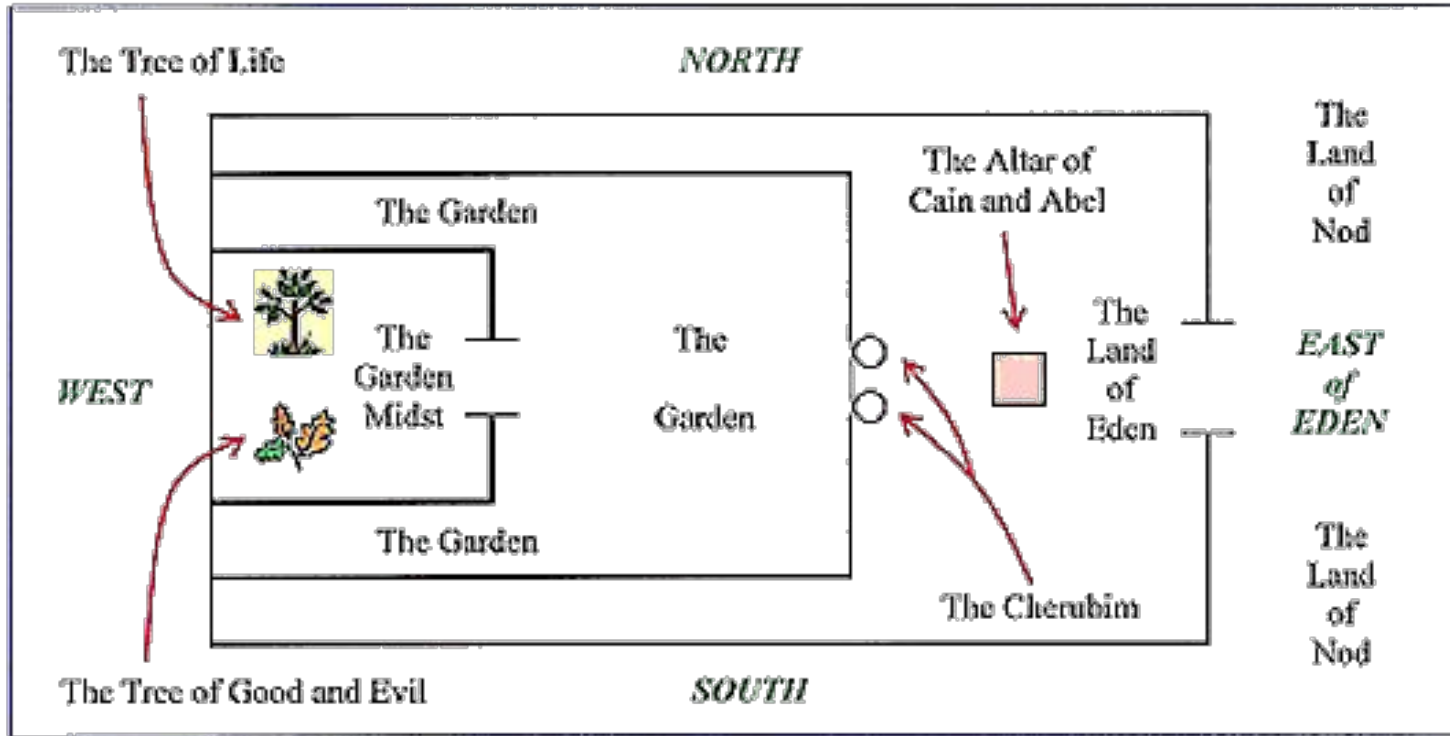 The Tree of Life
NORTH
The
Land
of
Nod
The Altar of
Cain and Abel
The Garden
The
Garden
Midst
The
Garden
The
Land
of
Eden
WEST
EAST
of
EDEN
The Garden
The Cherubim
The
Land
of
Nod
The Tree of Good and Evil
SOUTH